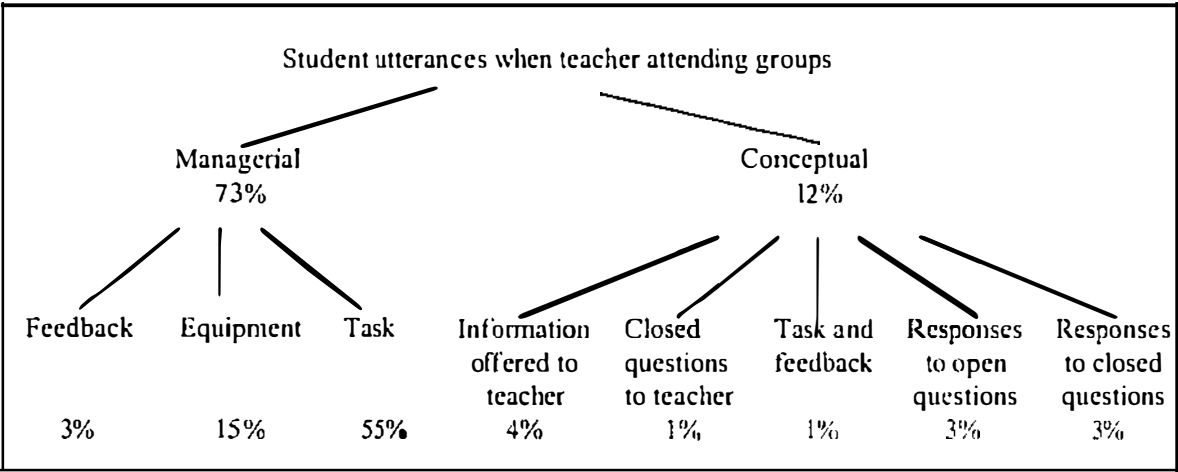 Student utterances when teacher attending groups
Managerial
73%
Conceptual
12%
Feedback
3%
Equipment
15%
Task
55%
Information
offered to
teacher
4%
Closed
questions
to teacher
1%
Task and
feedback
1%
Responses
to open
questions
3%
Responses
to closed
questions
3%